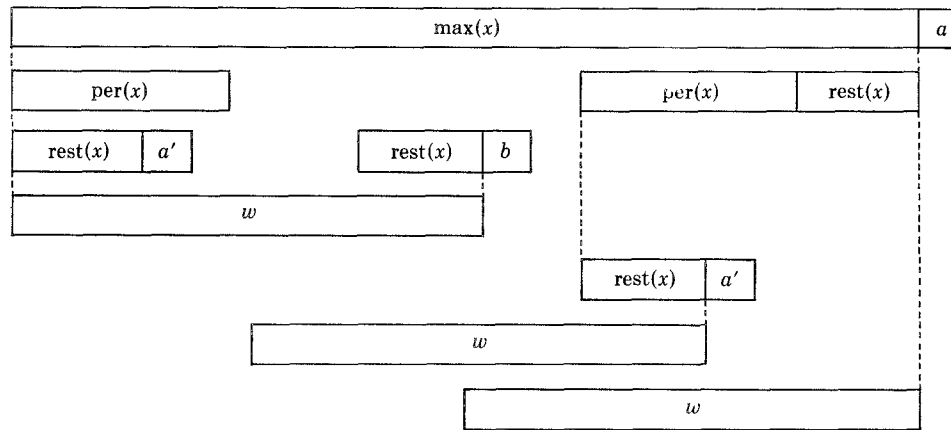 max(x) a
per(x) per(x) rest(x)
rest(x) a′ rest(x) b
w
rest(x) a′
w
w